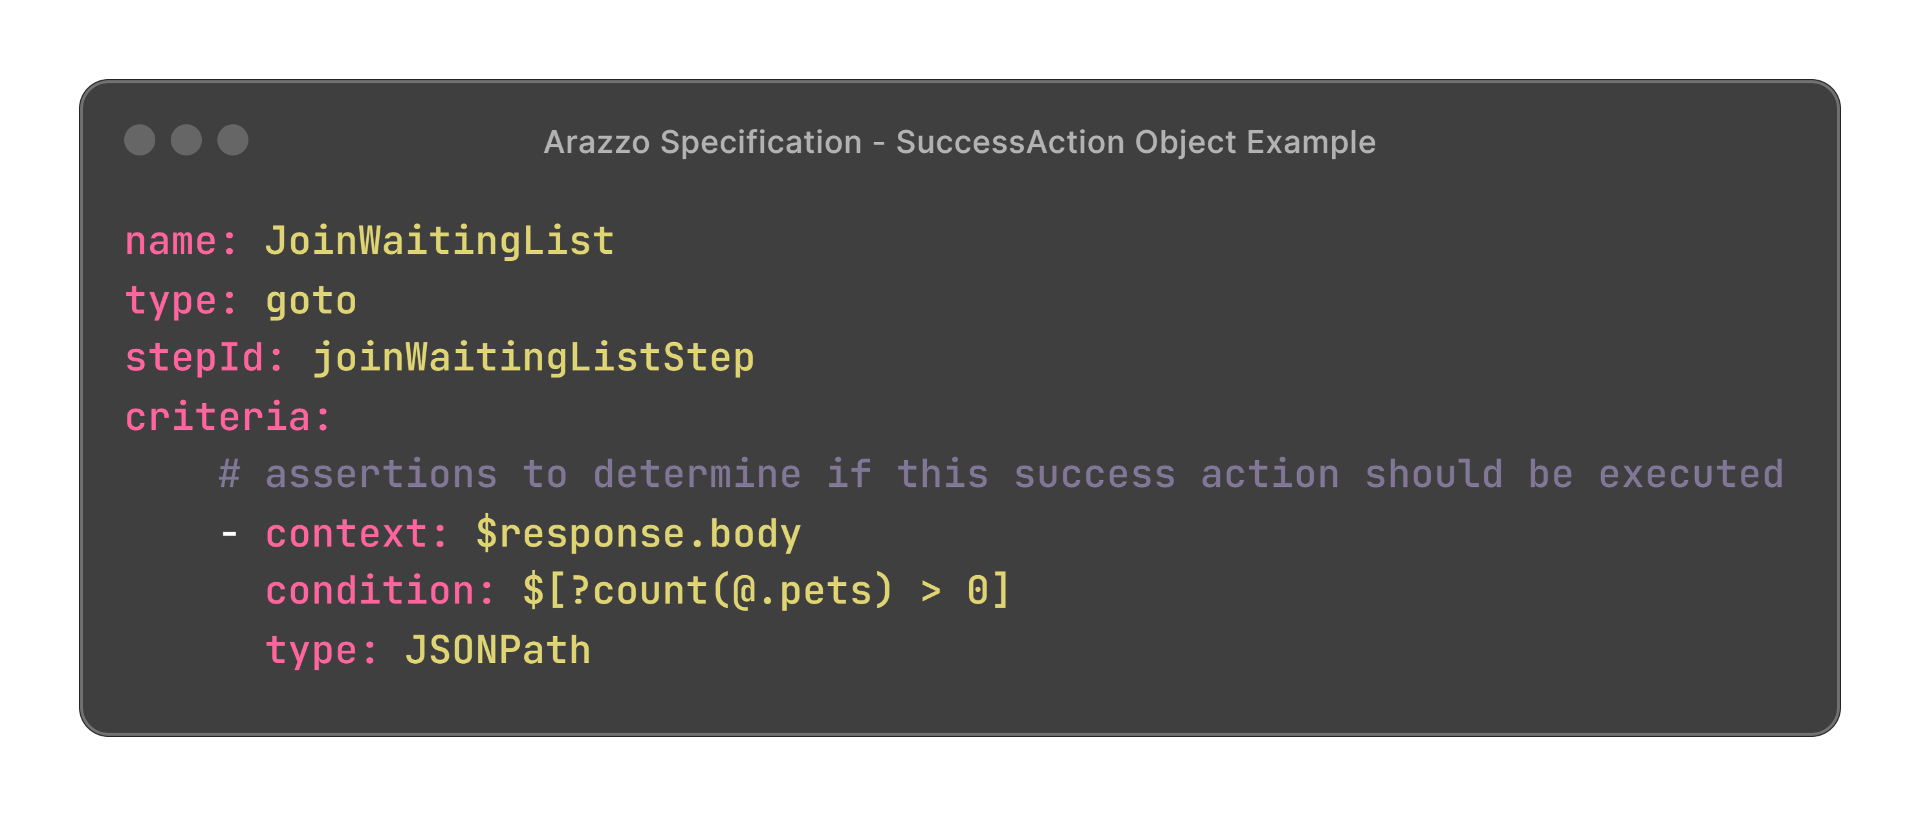 Arazzo Specification - SuccessAction Object Example
name: JoinWaitingList
type: goto
stepId: joinWaitingListStep
criteria:
    # assertions to determine if this success action should be executed
    - context: $response.body
      condition: $[?count(@.pets) > 0]
      type: JSONPath